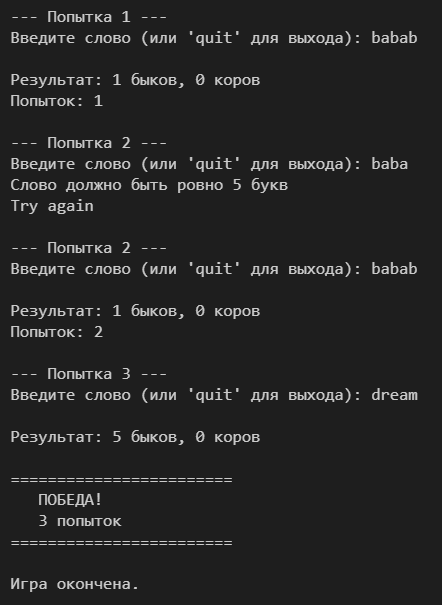 --- Попытка 1 ---
Введите слово (или 'quit' для выхода): babab
Результат: 1 быков, 0 коров
Попыток: 1
--- Попытка 2 ---
Введите слово (или 'quit' для выхода): baba
Слово должно быть ровно 5 букв
Try again
--- Попытка 2 ---
Введите слово (или 'quit' для выхода): babab
Результат: 1 быков, 0 коров
Попыток: 2
--- Попытка 3 ---
Введите слово (или 'quit' для выхода): dream
Результат: 5 быков, 0 коров
========================
ПОБЕДА!
3 попыток
========================
Игра окончена.